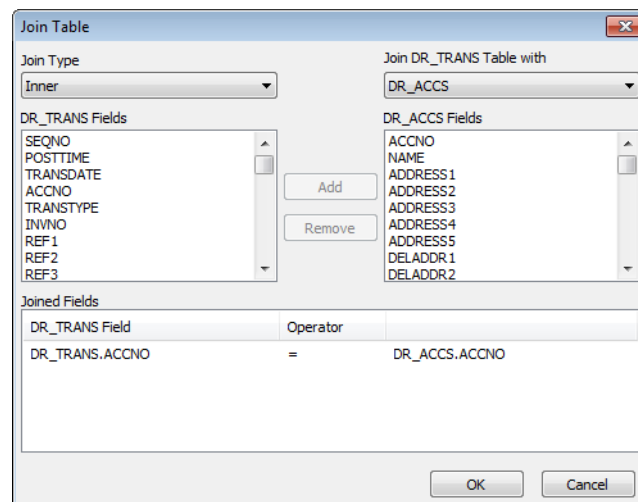 Join Table
Join Type
Join DR_TRANS Table with
Inner
DR_ACCS
DR_TRANS Fields
DR_ACCS Fields
SEQNO
POSTTIME
TRANSDATE
ACCNO
TRANSTYPE
INVNO
REF1
REF2
REF3
Add
Remove
ACCNO
NAME
ADDRESS1
ADDRESS2
ADDRESS3
ADDRESS4
ADDRESS5
DELADDR1
DELADDR2
Joined Fields
DR_TRANS Field Operator
DR_TRANS.ACCNO = DR_ACCS.ACCNO
OK Cancel